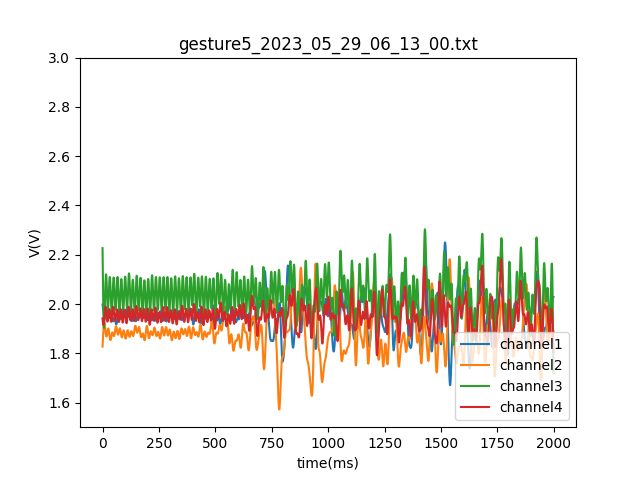 gesture5_2023_05_29_06_13_00.txt
3.0
2.8
2.6
2.4
2.2
2.0
1.8
1.6
V(V)
channel1
channel2
channel3
channel4
0 250 500 750 1000 1250 1500 1750 2000
time(ms)